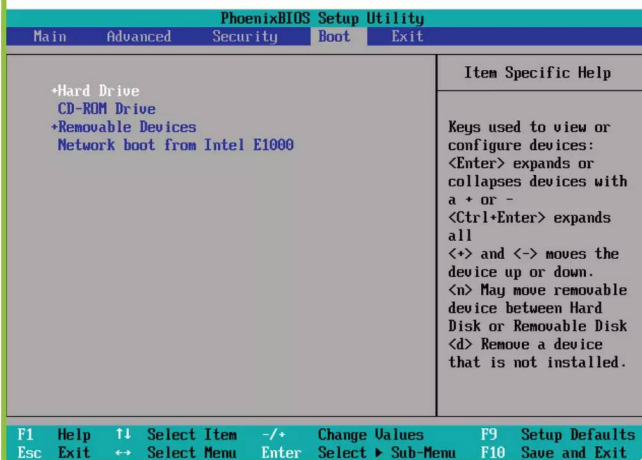 PhoenixBIOS Setup Utility
Main Advanced Security Boot Exit
+Hard Drive
CD-ROM Drive
+Removable Devices
Network boot from Intel E1000
Item Specific Help
Keys used to view or
configure devices:
<Enter> expands or
collapses devices with
a + or -
<Ctrl+Enter> expands
all
<+> and <-> moves the
device up or down.
<n> May move removable
device between Hard
Disk or Removable Disk
<d> Remove a device
that is not installed.
F1 Help ↑↓ Select Item -/+ Change Values F9 Setup Defaults
Esc Exit ↔ Select Menu Enter Select ▶ Sub-Menu F10 Save and Exit